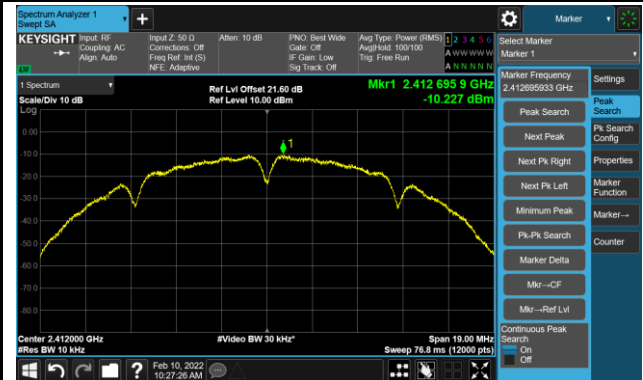 Spectrum Analyzer 1
Swept SA
+
Marker
KEYSIGHT
Input: RF
Coupling: AC
Align: Auto
Input Z: 50 Ω
Corrections: Off
Freq Ref: Int (S)
NFE: Adaptive
Atten: 10 dB
PNO: Best Wide
Gate: Off
IF Gain: Low
Sig Track: Off
Avg Type: Power (RMS)
Avg|Hold: 100/100
Trig: Free Run
1 2 3 4 5 6
A W W W W W
A N N N N N
Select Marker
Marker 1
1 Spectrum
Scale/Div 10 dB
Log
Ref Lvl Offset 21.60 dB
Ref Level 10.00 dBm
Mkr1 2.412 695 9 GHz
-10.227 dBm
0.00
-10.0
-20.0
-30.0
-40.0
-50.0
-60.0
-70.0
-80.0
1
Center 2.412000 GHz
#Res BW 10 kHz
#Video BW 30 kHz*
Span 19.00 MHz
Sweep 76.8 ms (12000 pts)
Marker Frequency
2.412695933 GHz
Peak Search
Next Peak
Next Pk Right
Next Pk Left
Minimum Peak
Pk-Pk Search
Marker Delta
Mkr→CF
Mkr→Ref Lvl
Continuous Peak
Search
On
Off
Settings
Peak
Search
Pk Search
Config
Properties
Marker
Function
Marker→
Counter
?
Feb 10, 2022
10:27:26 AM